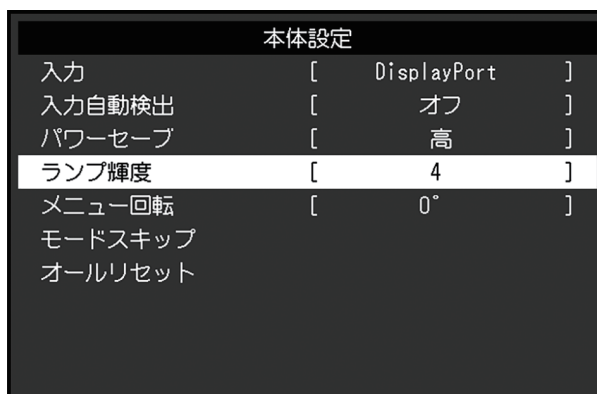 本体設定
入力 [ DisplayPort ]
入力自動検出 [ オフ ]
パワーセーブ [ 高 ]
ランプ輝度 [ 4 ]
メニュー回転 [ 0° ]
モードスキップ
オールリセット